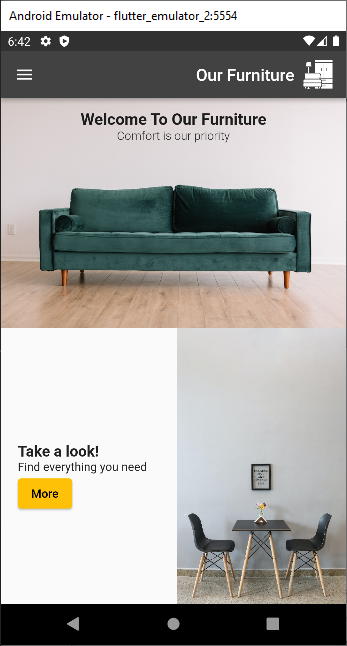 Android Emulator - flutter_emulator_2:5554
6:42
Our Furniture
Welcome To Our Furniture
Comfort is our priority
Take a look!
Find everything you need
More